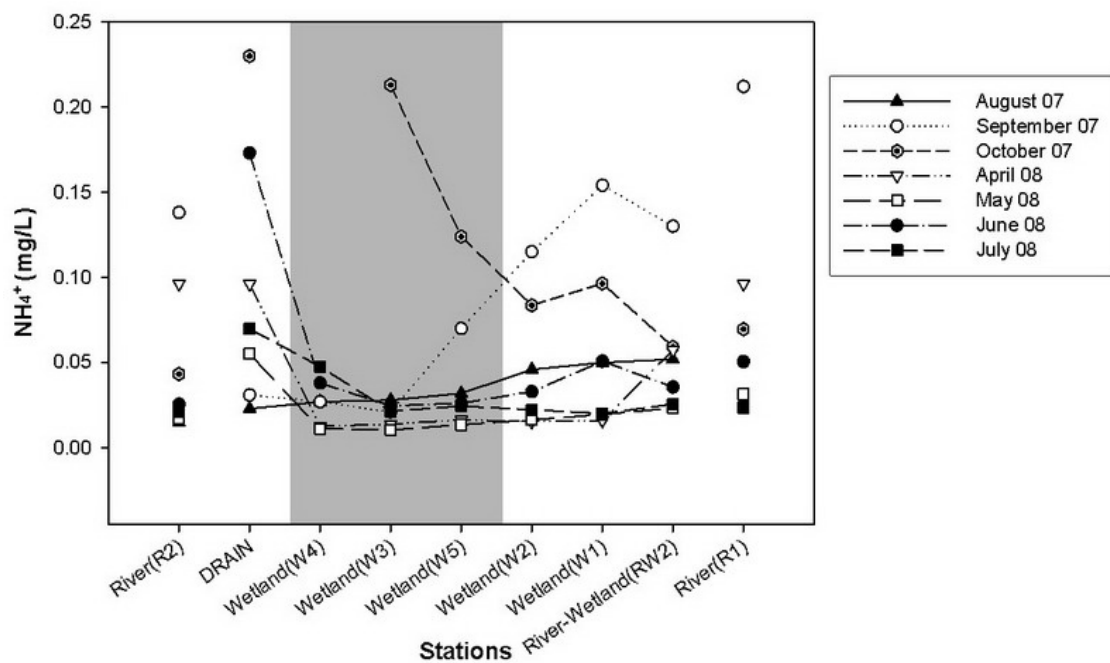 0.25
0.20
0.15
0.10
0.05
0.00
NH₄⁺ (mg/L)
River(R2)
DRAIN
Wetland(W4)
Wetland(W3)
Wetland(W5)
Wetland(W2)
Wetland(W1)
River-Wetland(RW2)
River(R1)
Stations
August 07
September 07
October 07
April 08
May 08
June 08
July 08